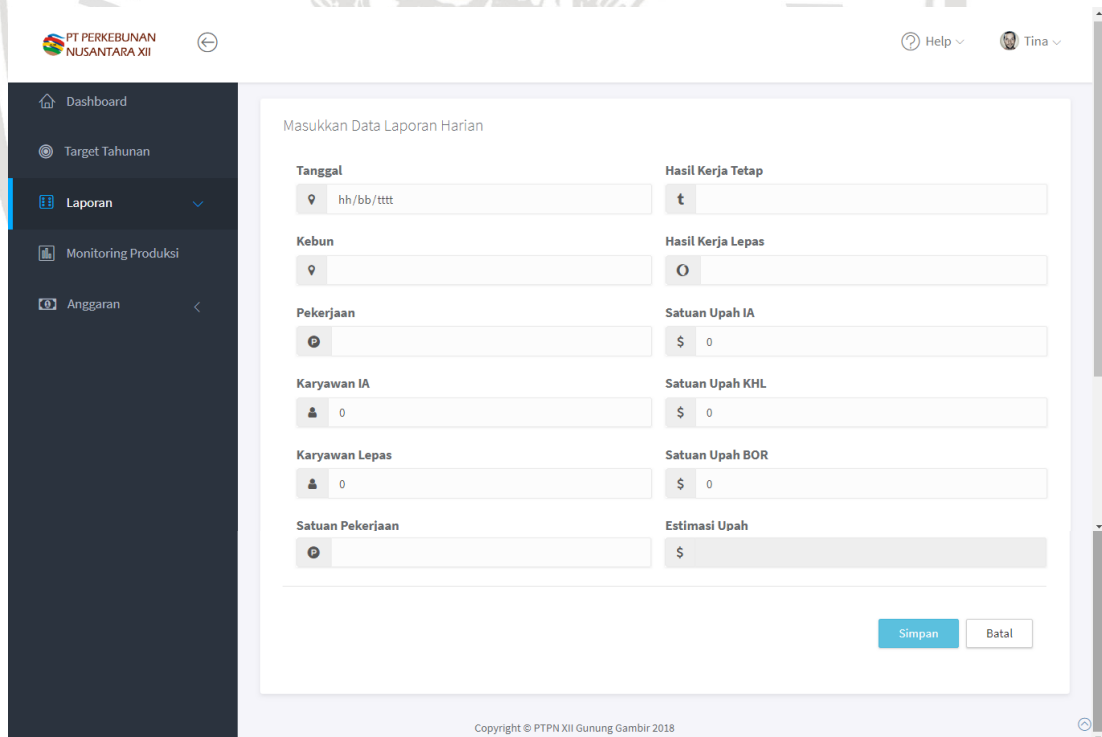 PT PERKEBUNAN
NUSANTARA XII
Help
Tina
Dashboard
Target Tahunan
Laporan
Monitoring Produksi
Anggaran
Masukkan Data Laporan Harian
Tanggal
hh/bb/tttt
Kebun
Pekerjaan
Karyawan IA
0
Karyawan Lepas
0
Satuan Pekerjaan
Hasil Kerja Tetap
t
Hasil Kerja Lepas
O
Satuan Upah IA
$ 0
Satuan Upah KHL
$ 0
Satuan Upah BOR
$ 0
Estimasi Upah
$
Simpan
Batal
Copyright © PTPN XII Gunung Gambir 2018